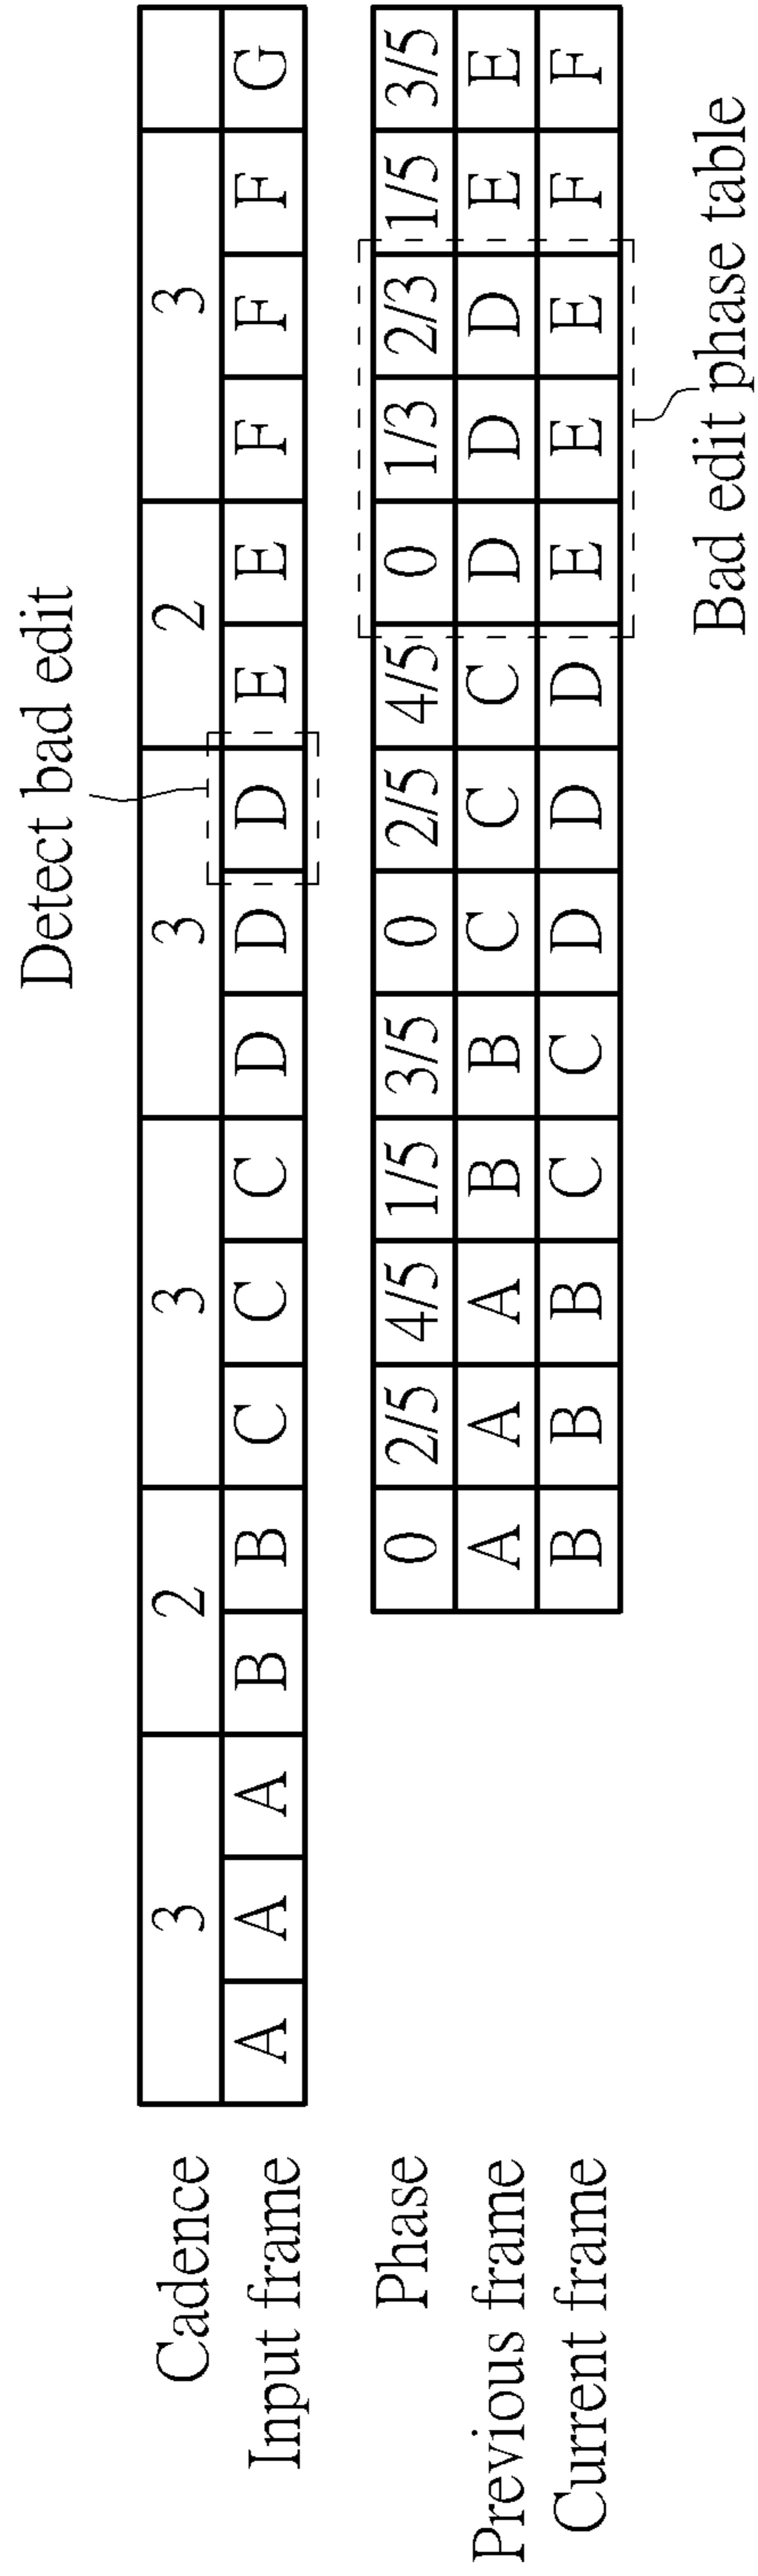 Detect bad edit
Cadence 3 2 3 3 2 3
Input frame A A A B B C C C D D D E E F F F G
Phase 0 2/5 4/5 1/5 3/5 0 2/5 4/5 0 1/3 2/3 1/5 3/5
Previous frame A A A B B C C C D D D E E
Current frame B B B C C D D D E E E F F
Bad edit phase table